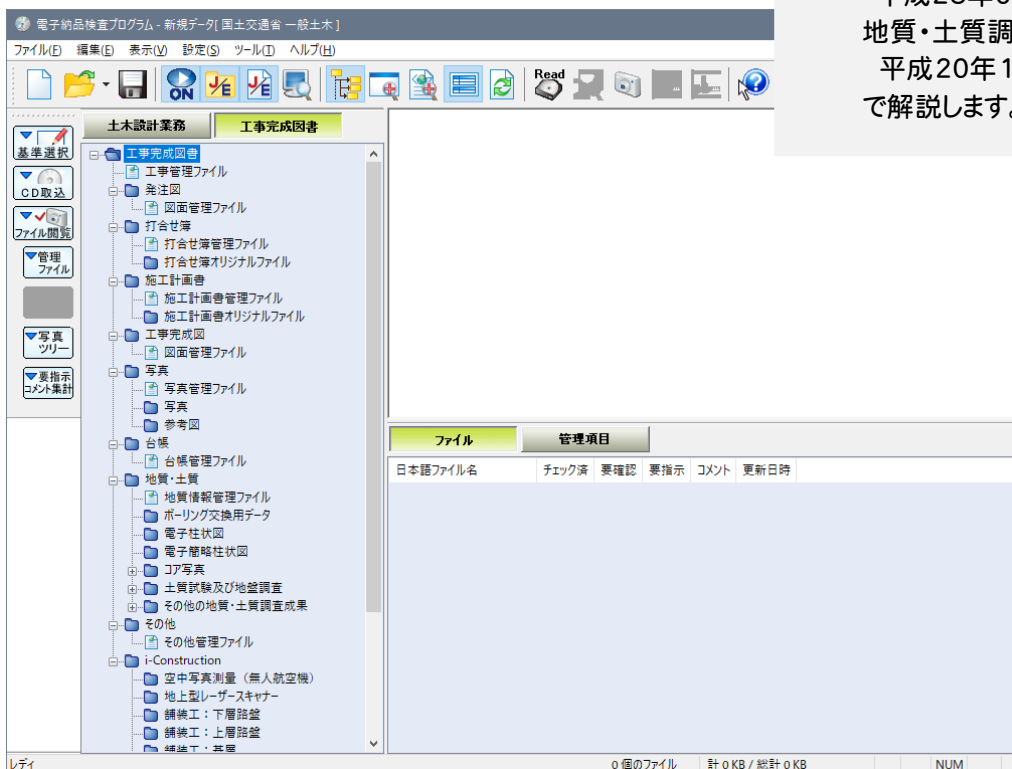 電子納品検査プログラム - 新規データ[ 国土交通省 一般土木 ]
ファイル(F) 編集(E) 表示(V) 設定(S) ツール(T) ヘルプ(H)
地質・土質調
平成20年1
で解説します。
ON J/E J/E Read
基準選択
CD取込
ファイル閲覧
管理
ファイル
写真
ツリー
要指示
コメント集計
土木設計業務 工事完成図書
工事完成図書
工事管理ファイル
発注図
図面管理ファイル
打合せ簿
打合せ簿管理ファイル
打合せ簿オリジナルファイル
施工計画書
施工計画書管理ファイル
施工計画書オリジナルファイル
工事完成図
図面管理ファイル
写真
写真管理ファイル
写真
参考図
台帳
台帳管理ファイル
地質・土質
地質情報管理ファイル
ボーリング交換用データ
電子柱状図
電子簡略柱状図
コア写真
土質試験及び地盤調査
その他の地質・土質調査成果
その他
その他管理ファイル
i-Construction
空中写真測量（無人航空機）
地上型レーザースキャナー
舗装工：下層路盤
舗装工：上層路盤
舗装工：基層
ファイル 管理項目
日本語ファイル名 チェック済 要確認 要指示 コメント 更新日時
レディ 0 個のファイル 計 0 KB / 総計 0 KB NUM